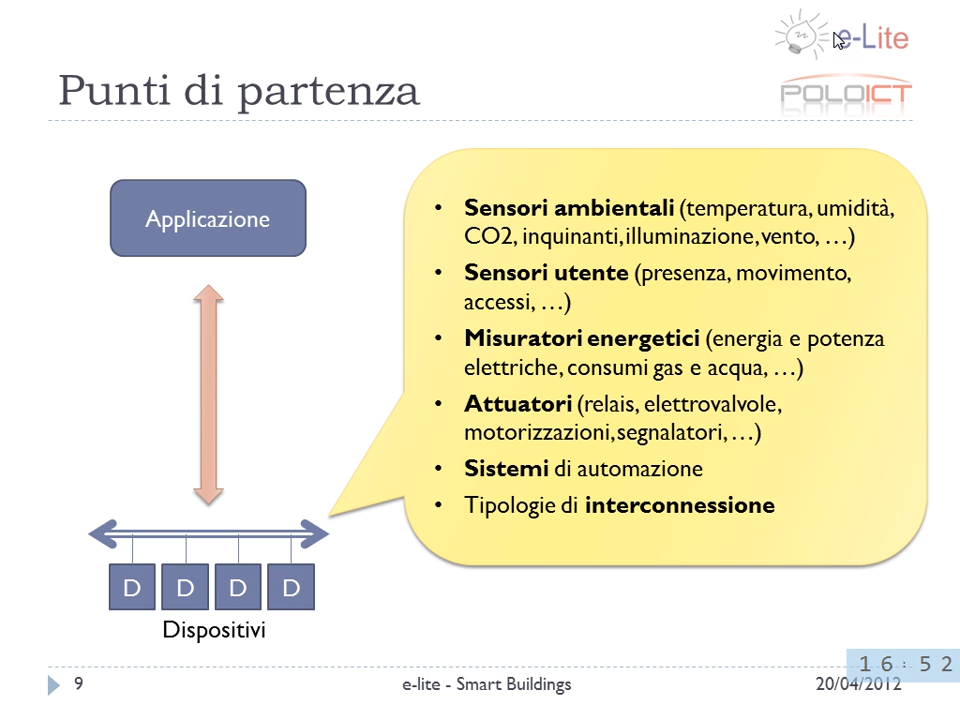 e-Lite
Punti di partenza
POLOICT
Applicazione
• Sensori ambientali (temperatura, umidità,
CO2, inquinanti, illuminazione, vento, …)
• Sensori utente (presenza, movimento,
accessi, …)
• Misuratori energetici (energia e potenza
elettriche, consumi gas e acqua, …)
• Attuatori (relais, elettrovalvole,
motorizzazioni, segnalatori, …)
• Sistemi di automazione
• Tipologie di interconnessione
D D D D
Dispositivi
16:52
9 e-lite - Smart Buildings 20/04/2012